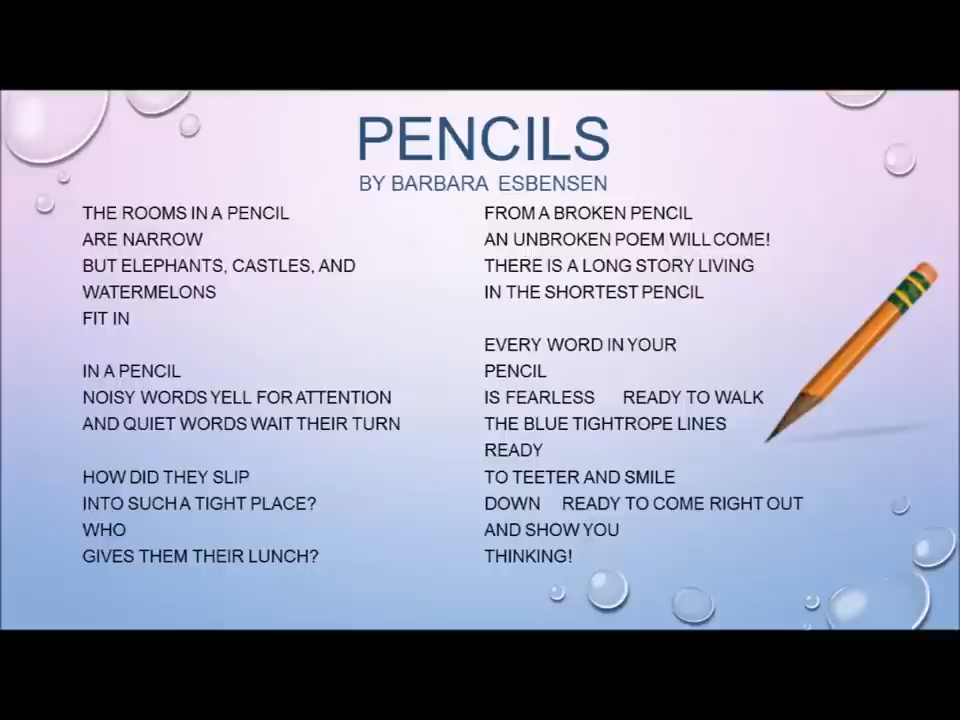 PENCILS
BY BARBARA ESBENSEN
THE ROOMS IN A PENCIL
ARE NARROW
BUT ELEPHANTS, CASTLES, AND
WATERMELONS
FIT IN
IN A PENCIL
NOISY WORDS YELL FOR ATTENTION
AND QUIET WORDS WAIT THEIR TURN
HOW DID THEY SLIP
INTO SUCH A TIGHT PLACE?
WHO
GIVES THEM THEIR LUNCH?
FROM A BROKEN PENCIL
AN UNBROKEN POEM WILL COME!
THERE IS A LONG STORY LIVING
IN THE SHORTEST PENCIL
EVERY WORD IN YOUR
PENCIL
IS FEARLESS READY TO WALK
THE BLUE TIGHTROPE LINES
READY
TO TEETER AND SMILE
DOWN READY TO COME RIGHT OUT
AND SHOW YOU
THINKING!